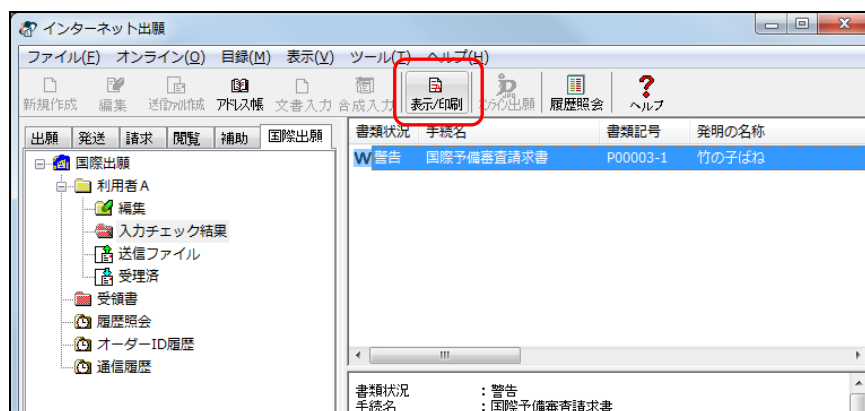 インターネット出願
ファイル(F) オンライン(O) 目録(M) 表示(V) ツール(T) ヘルプ(H)
新規作成 編集 送信ファイル作成 アドレス帳 文書入力 合成入力 表示/印刷 オンライン出願 履歴照会 ヘルプ
出願 発送 請求 閲覧 補助 国際出願
国際出願
利用者A
編集
入力チェック結果
送信ファイル
受理済
受領書
履歴照会
オーダーID履歴
通信履歴
書類状況 手続名 書類記号 発明の名称
W警告 国際予備審査請求書 P00003-1 竹の子ばね
書類状況 :警告
手続名 :国際予備審査請求書